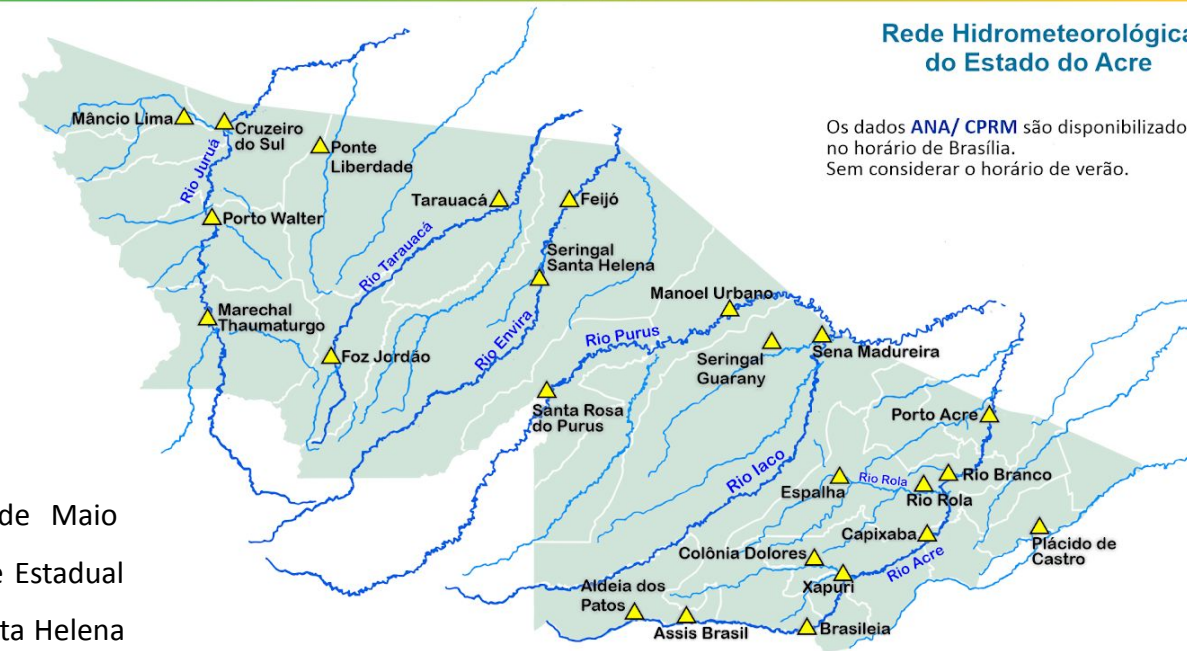 Rede Hidrometeorológica
do Estado do Acre
Os dados ANA/ CPRM são disponibilizado
no horário de Brasília.
Sem considerar o horário de verão.
Mâncio Lima
Cruzeiro
do Sul
Ponte
Liberdade
Rio Juruá
Tarauacá
Feijó
Porto Walter
Rio Tarauacá
Seringal
Santa Helena
Manoel Urbano
Marechal
Thaumaturgo
Rio Envira
Rio Purus
Foz Jordão
Seringal
Guarany
Sena Madureira
Santa Rosa
do Purus
Porto Acre
Rio Iaco
Espalha
Rio Rola
Rio Rola
Rio Branco
Capixaba
Plácido de
Castro
Colônia Dolores
Rio Acre
Xapuri
Aldeia dos
Patos
Assis Brasil
Brasileia
de Maio
e Estadual
ta Helena